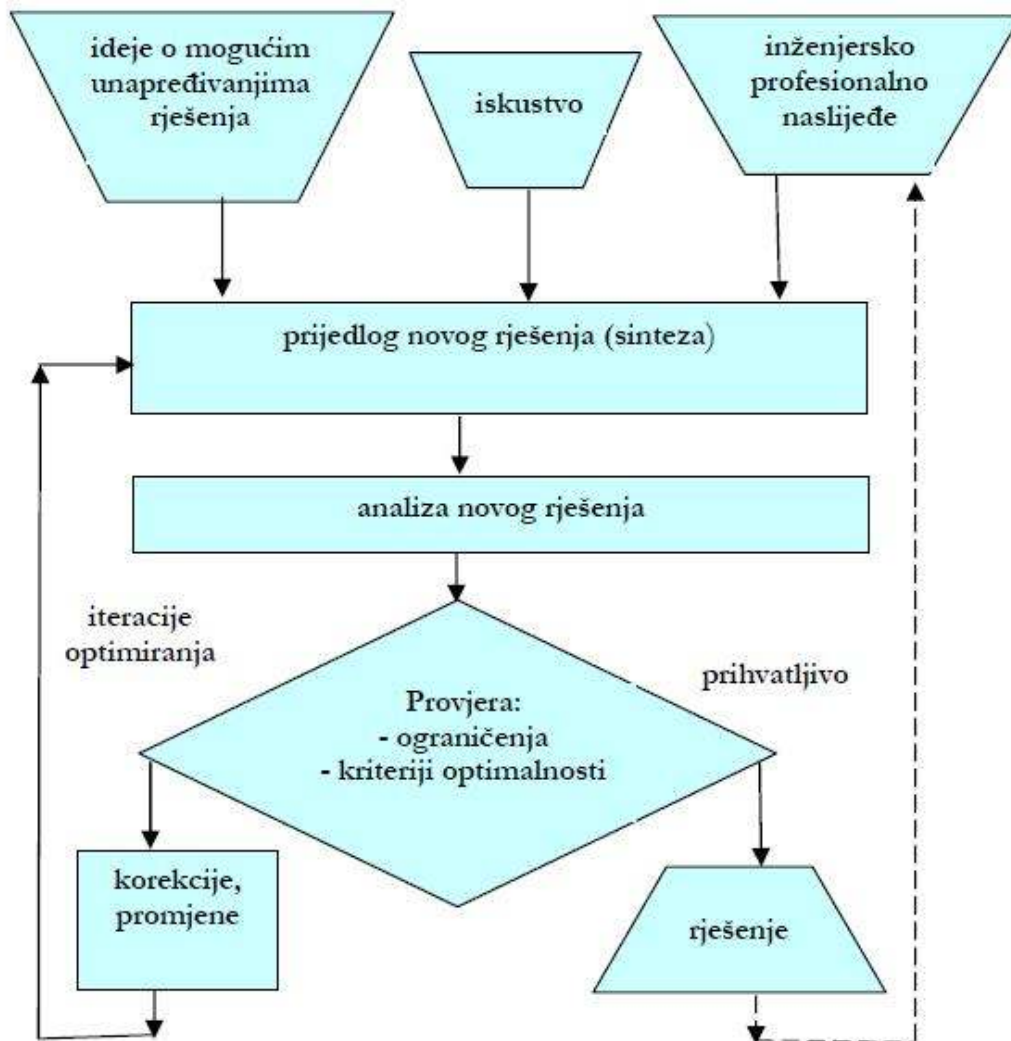 ideje o mogućim
unapređivanjima
rješenja
iskustvo
inženjersko
profesionalno
naslijeđe
prijedlog novog rješenja (sinteza)
analiza novog rješenja
iteracije
optimiranja
prihvatljivo
Provjera:
- ograničenja
- kriteriji optimalnosti
korekcije,
promjene
rješenje